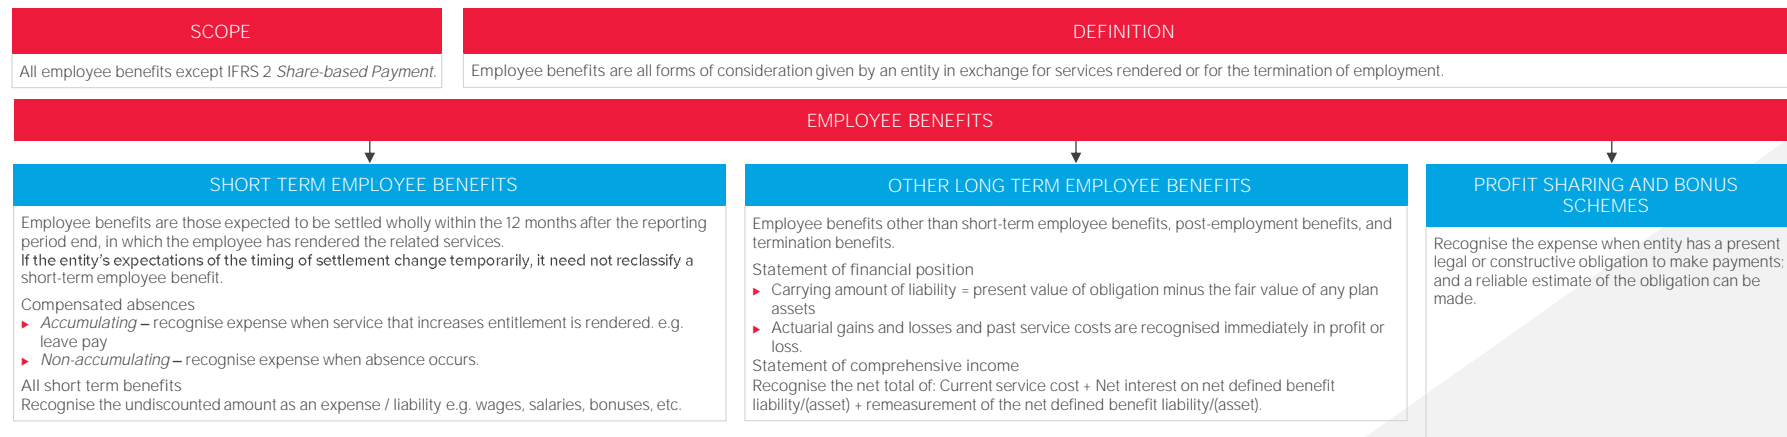 SCOPE
All employee benefits except IFRS 2 Share-based Payment.
DEFINITION
Employee benefits are all forms of consideration given by an entity in exchange for services rendered or for the termination of employment.
EMPLOYEE BENEFITS
SHORT TERM EMPLOYEE BENEFITS
Employee benefits are those expected to be settled wholly within the 12 months after the reporting
period end, in which the employee has rendered the related services.
If the entity's expectations of the timing of settlement change temporarily, it need not reclassify a
short-term employee benefit.
Compensated absences
► Accumulating – recognise expense when service that increases entitlement is rendered. e.g.
leave pay
► Non-accumulating – recognise expense when absence occurs.
All short term benefits
Recognise the undiscounted amount as an expense / liability e.g. wages, salaries, bonuses, etc.
OTHER LONG TERM EMPLOYEE BENEFITS
Employee benefits other than short-term employee benefits, post-employment benefits, and
termination benefits.
Statement of financial position
► Carrying amount of liability = present value of obligation minus the fair value of any plan
assets
► Actuarial gains and losses and past service costs are recognised immediately in profit or
loss.
Statement of comprehensive income
Recognise the net total of: Current service cost + Net interest on net defined benefit
liability/(asset) + remeasurement of the net defined benefit liability/(asset).
PROFIT SHARING AND BONUS
SCHEMES
Recognise the expense when entity has a present
legal or constructive obligation to make payments;
and a reliable estimate of the obligation can be
made.